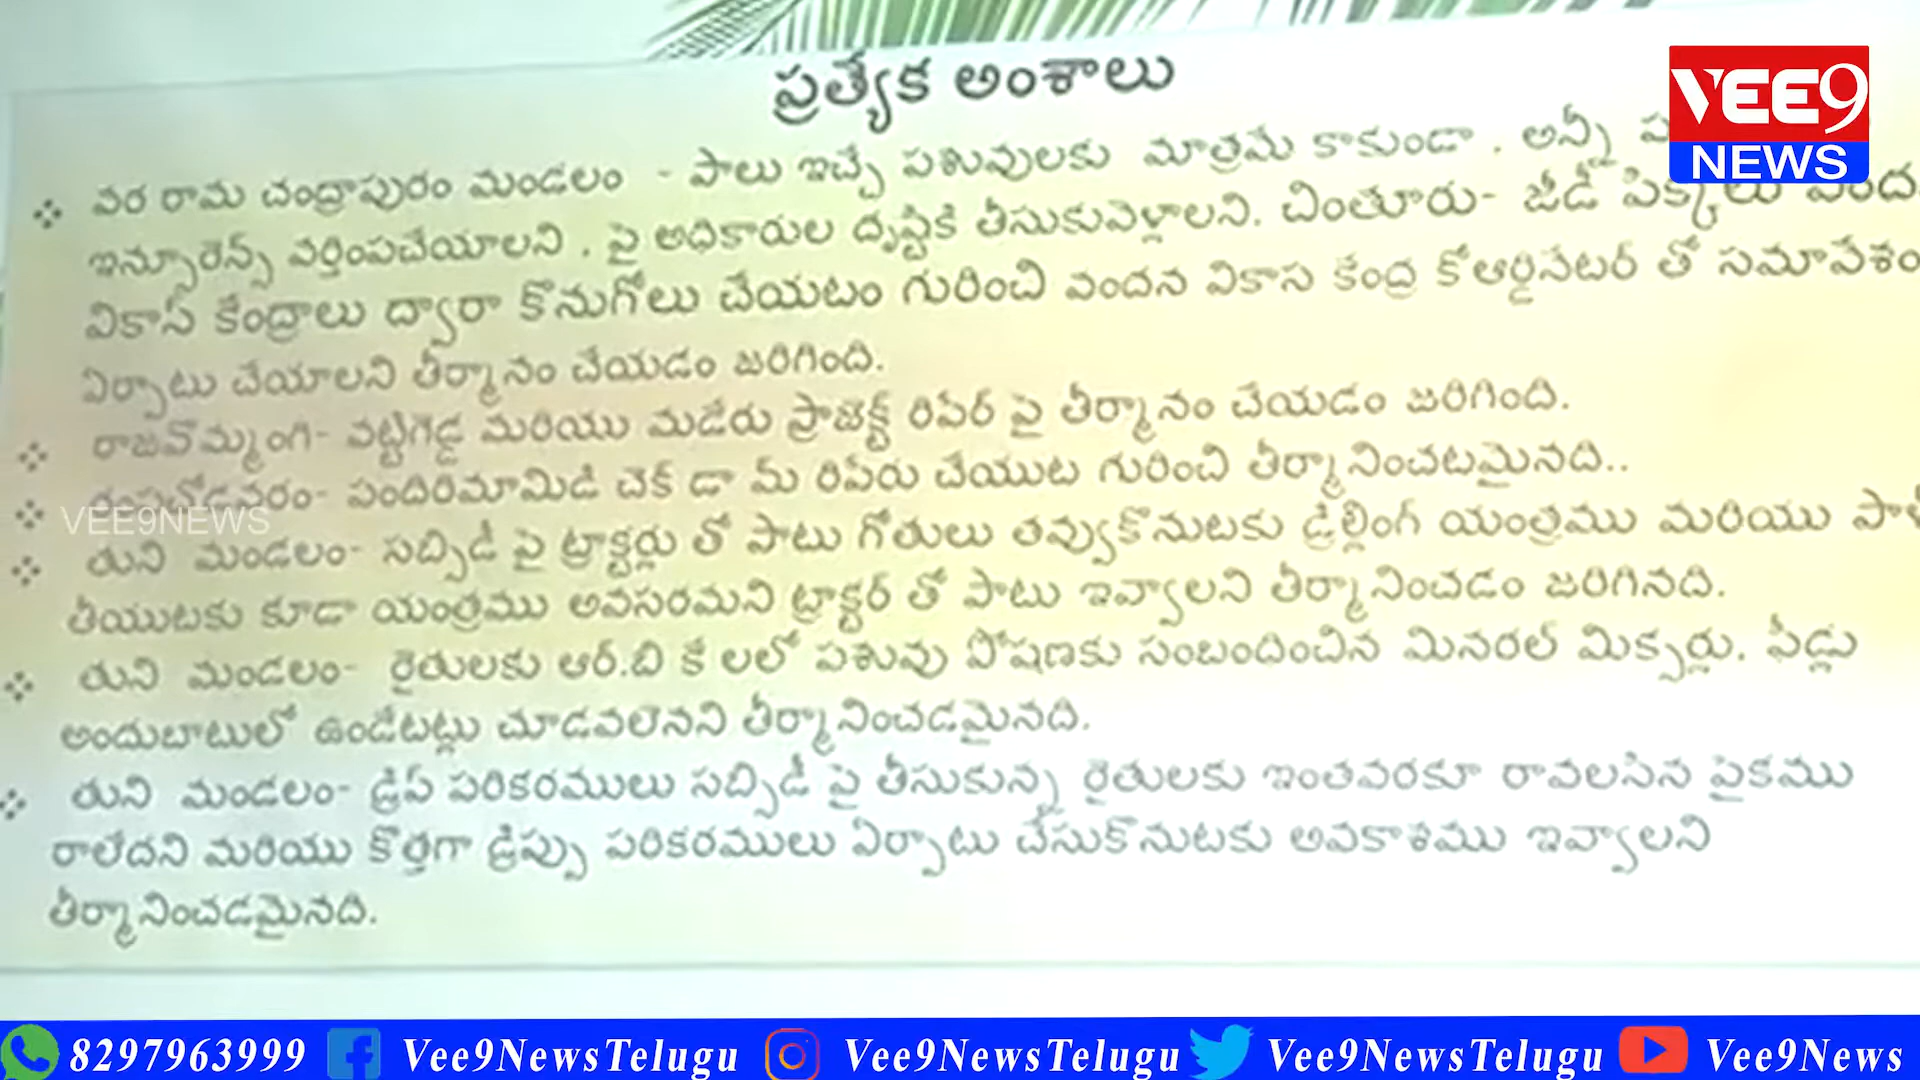 ప్రత్యేక అంశాలు
VEE9
NEWS
❖ వర రామ చంద్రాపురం మండలం - పాలు ఇచ్చే పశువులకు మాత్రమే కాకుండా . అన్నీ
ఇన్సూరెన్స్ వర్తింపచేయాలని . పై అధికారుల దృష్టికి తీసుకువెళ్లాలని. చింతూరు- జీడీ పిక్కలు
వికాస్ కేంద్రాలు ద్వారా కొనుగోలు చేయటం గురించి వందన వికాస కేంద్ర కోఆర్డినేటర్ తో సమావేశం
ఏర్పాటు చేయాలని తీర్మానం చేయడం జరిగింది.
❖ రాజవొమ్మంగి- వట్టిగెడ్డ మరియు మడేరు ప్రాజెక్ట్ రిపేర్ పై తీర్మానం చేయడం జరిగింది.
❖ రంపచోడవరం- పందిరిమామిడి చెక్ డా మ్ రిపేరు చేయుట గురించి తీర్మానించటమైనది..
VEE9NEWS
❖ తుని మండలం- సబ్సిడీ పై ట్రాక్టర్లు తో పాటు గోతులు తవ్వుకొనుటకు డ్రిల్లింగ్ యంత్రము మరియు
తీయుటకు కూడా యంత్రము అవసరమని ట్రాక్టర్ తో పాటు ఇవ్వాలని తీర్మానించడం జరిగినది.
❖ తుని మండలం- రైతులకు ఆర్.బి కే లలో పశువు పోషణకు సంబందించిన మినరల్ మిక్సర్లు. ఫీడ్లు
అందుబాటులో ఉండేటట్లు చూడవలెనని తీర్మానించడమైనది.
❖ తుని మండలం- డ్రిప్ పరికరములు సబ్సిడీ పై తీసుకున్న రైతులకు ఇంతవరకూ రావలసిన పైకము
రాలేదని మరియు కొత్తగా డ్రిప్పు పరికరములు ఏర్పాటు చేసుకొనుటకు అవకాశము ఇవ్వాలని
తీర్మానించడమైనది.
8297963999 Vee9NewsTelugu Vee9NewsTelugu Vee9NewsTelugu Vee9News